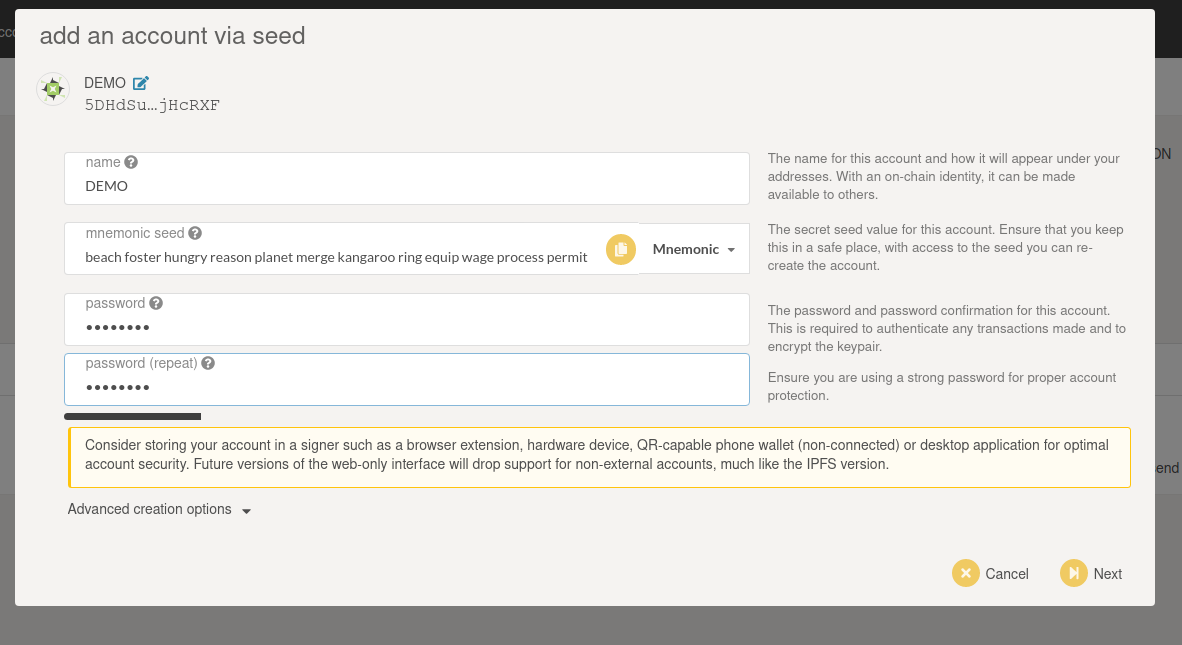 add an account via seed
DEMO
5DHdSu…jHcRXF
name
DEMO
The name for this account and how it will appear under your
addresses. With an on-chain identity, it can be made
available to others.
mnemonic seed
beach foster hungry reason planet merge kangaroo ring equip wage process permit
Mnemonic
The secret seed value for this account. Ensure that you keep
this in a safe place, with access to the seed you can re-
create the account.
password
••••••••
The password and password confirmation for this account.
This is required to authenticate any transactions made and to
encrypt the keypair.
password (repeat)
••••••••
Ensure you are using a strong password for proper account
protection.
Consider storing your account in a signer such as a browser extension, hardware device, QR-capable phone wallet (non-connected) or desktop application for optimal
account security. Future versions of the web-only interface will drop support for non-external accounts, much like the IPFS version.
Advanced creation options
Cancel
Next